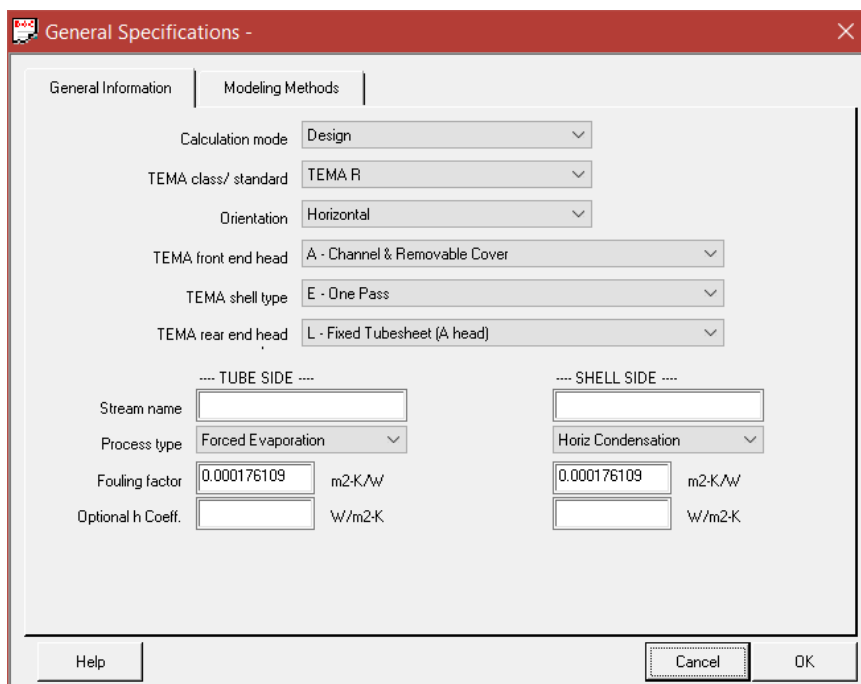 General Specifications -
General Information
Modeling Methods
Calculation mode
Design
TEMA class/ standard
TEMA R
Orientation
Horizontal
TEMA front end head
A - Channel & Removable Cover
TEMA shell type
E - One Pass
TEMA rear end head
L - Fixed Tubesheet (A head)
---- TUBE SIDE ----
---- SHELL SIDE ----
Stream name
Process type
Forced Evaporation
Horiz Condensation
Fouling factor
0.000176109
m2-K/W
0.000176109
m2-K/W
Optional h Coeff.
W/m2-K
W/m2-K
Help
Cancel
OK